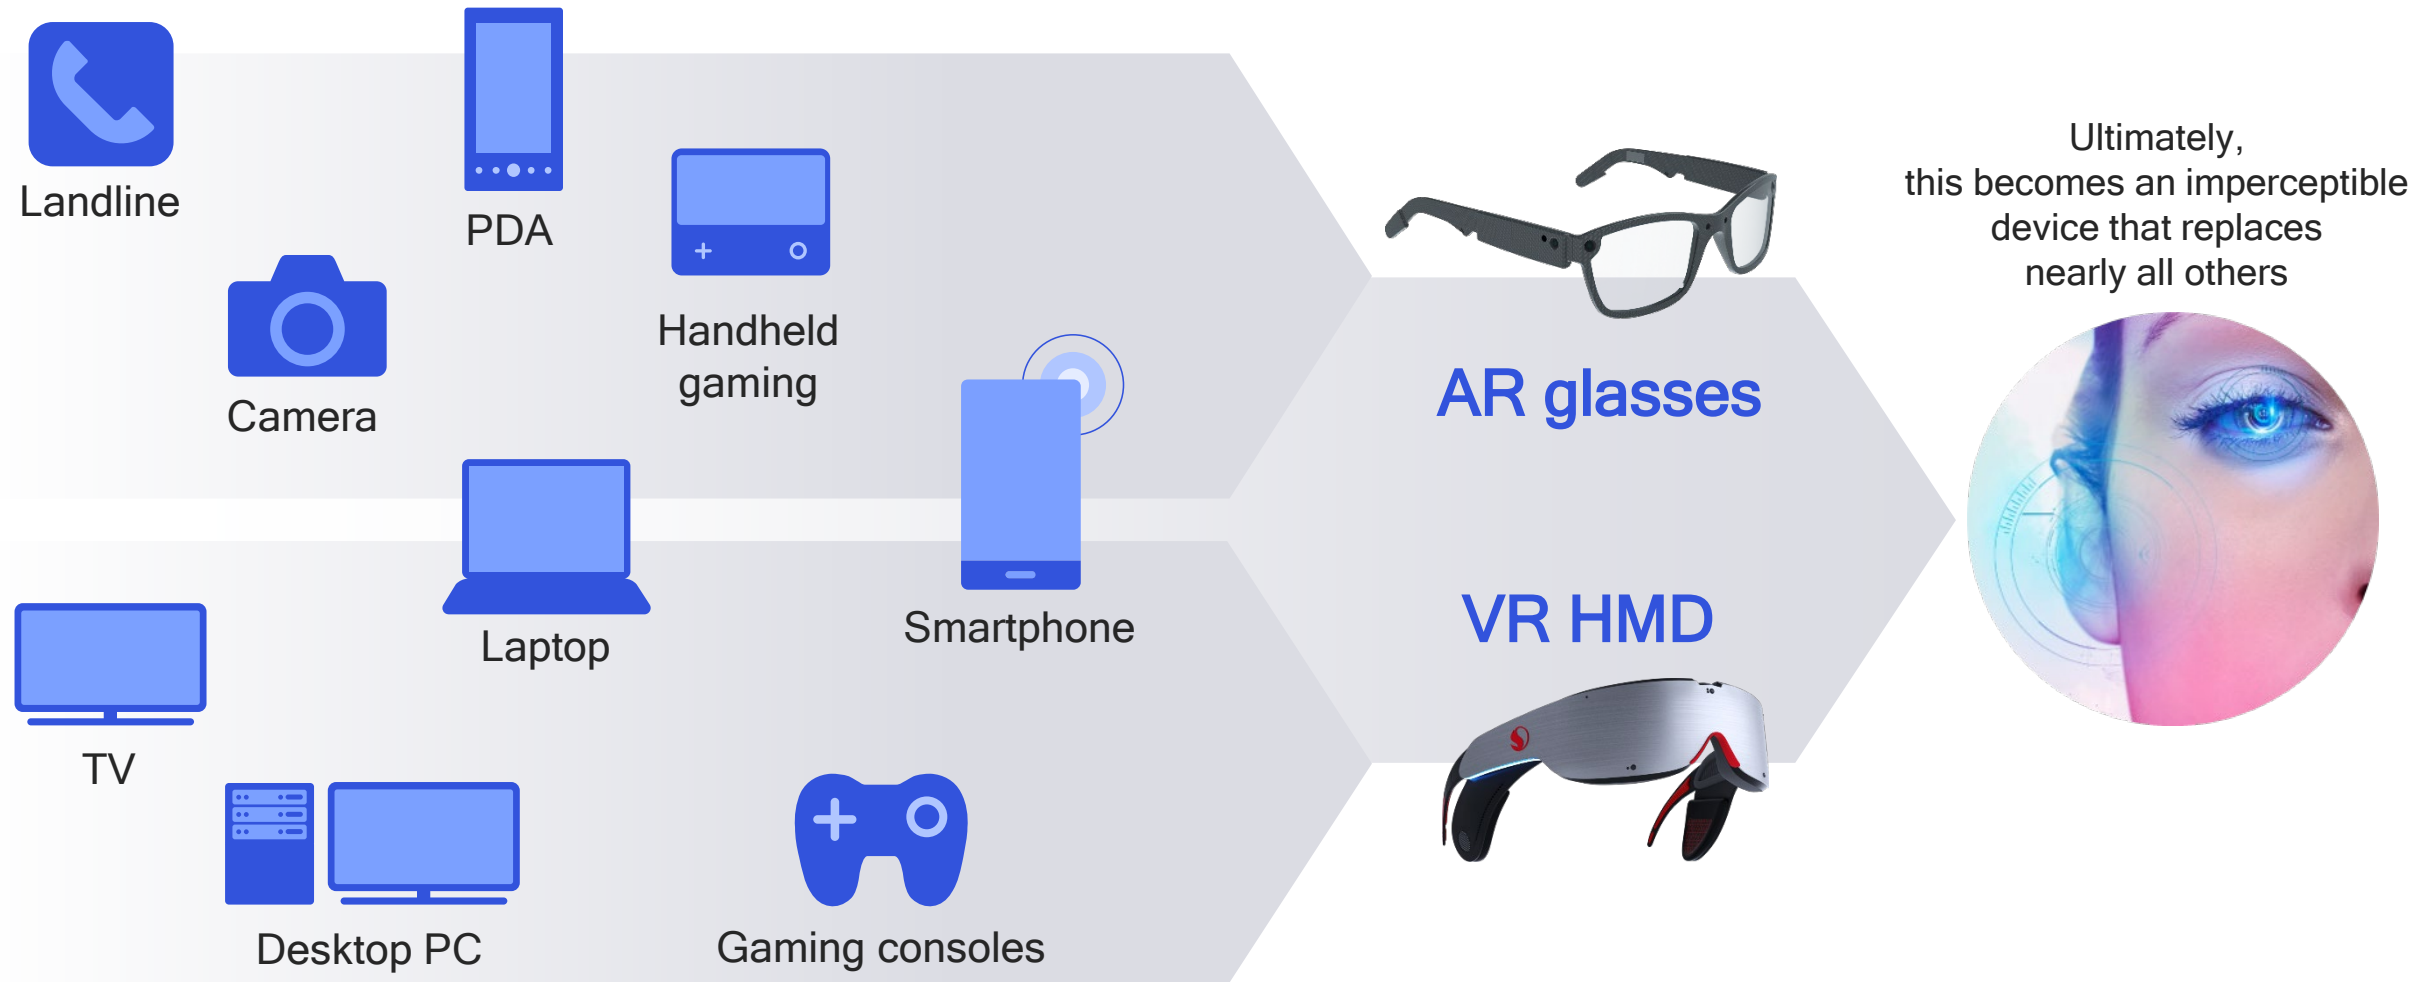 Landline
PDA
Camera
Handheld
gaming
Laptop
Smartphone
TV
Desktop PC
Gaming consoles
AR glasses
VR HMD
Ultimately,
this becomes an imperceptible
device that replaces
nearly all others